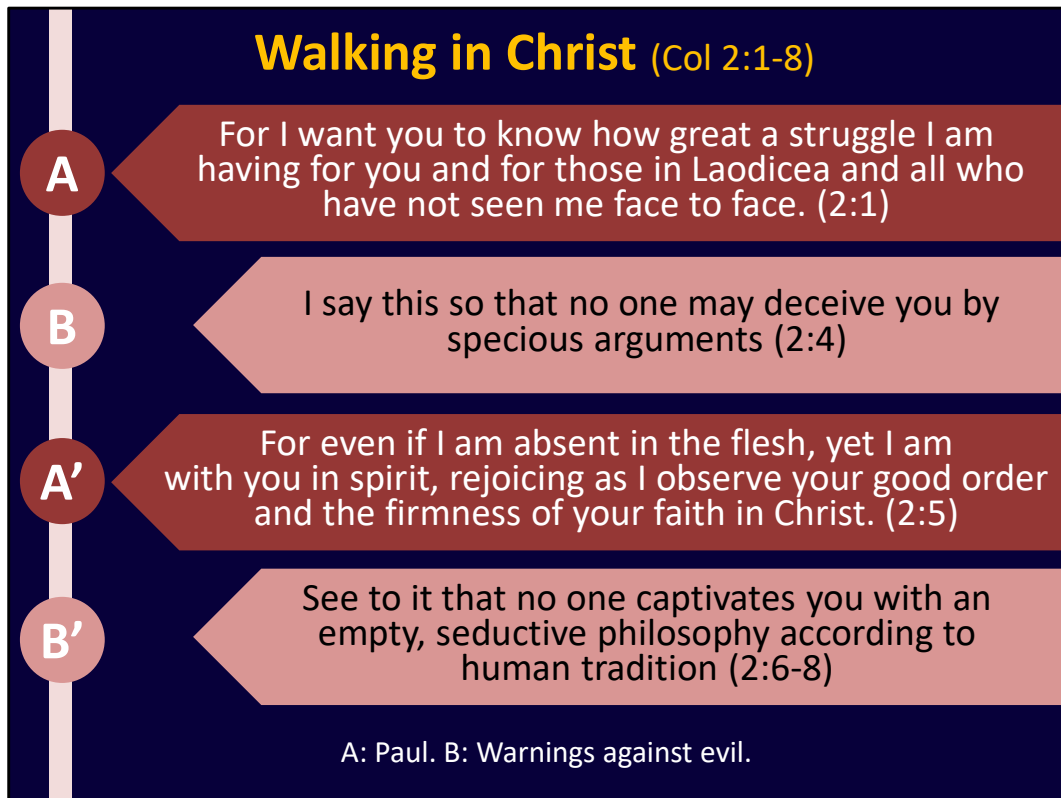 Walking in Christ (Col 2:1-8)
A
For I want you to know how great a struggle I am
having for you and for those in Laodicea and all who
have not seen me face to face. (2:1)
B
I say this so that no one may deceive you by
specious arguments (2:4)
A’
For even if I am absent in the flesh, yet I am
with you in spirit, rejoicing as I observe your good order
and the firmness of your faith in Christ. (2:5)
B’
See to it that no one captivates you with an
empty, seductive philosophy according to
human tradition (2:6-8)
A: Paul. B: Warnings against evil.